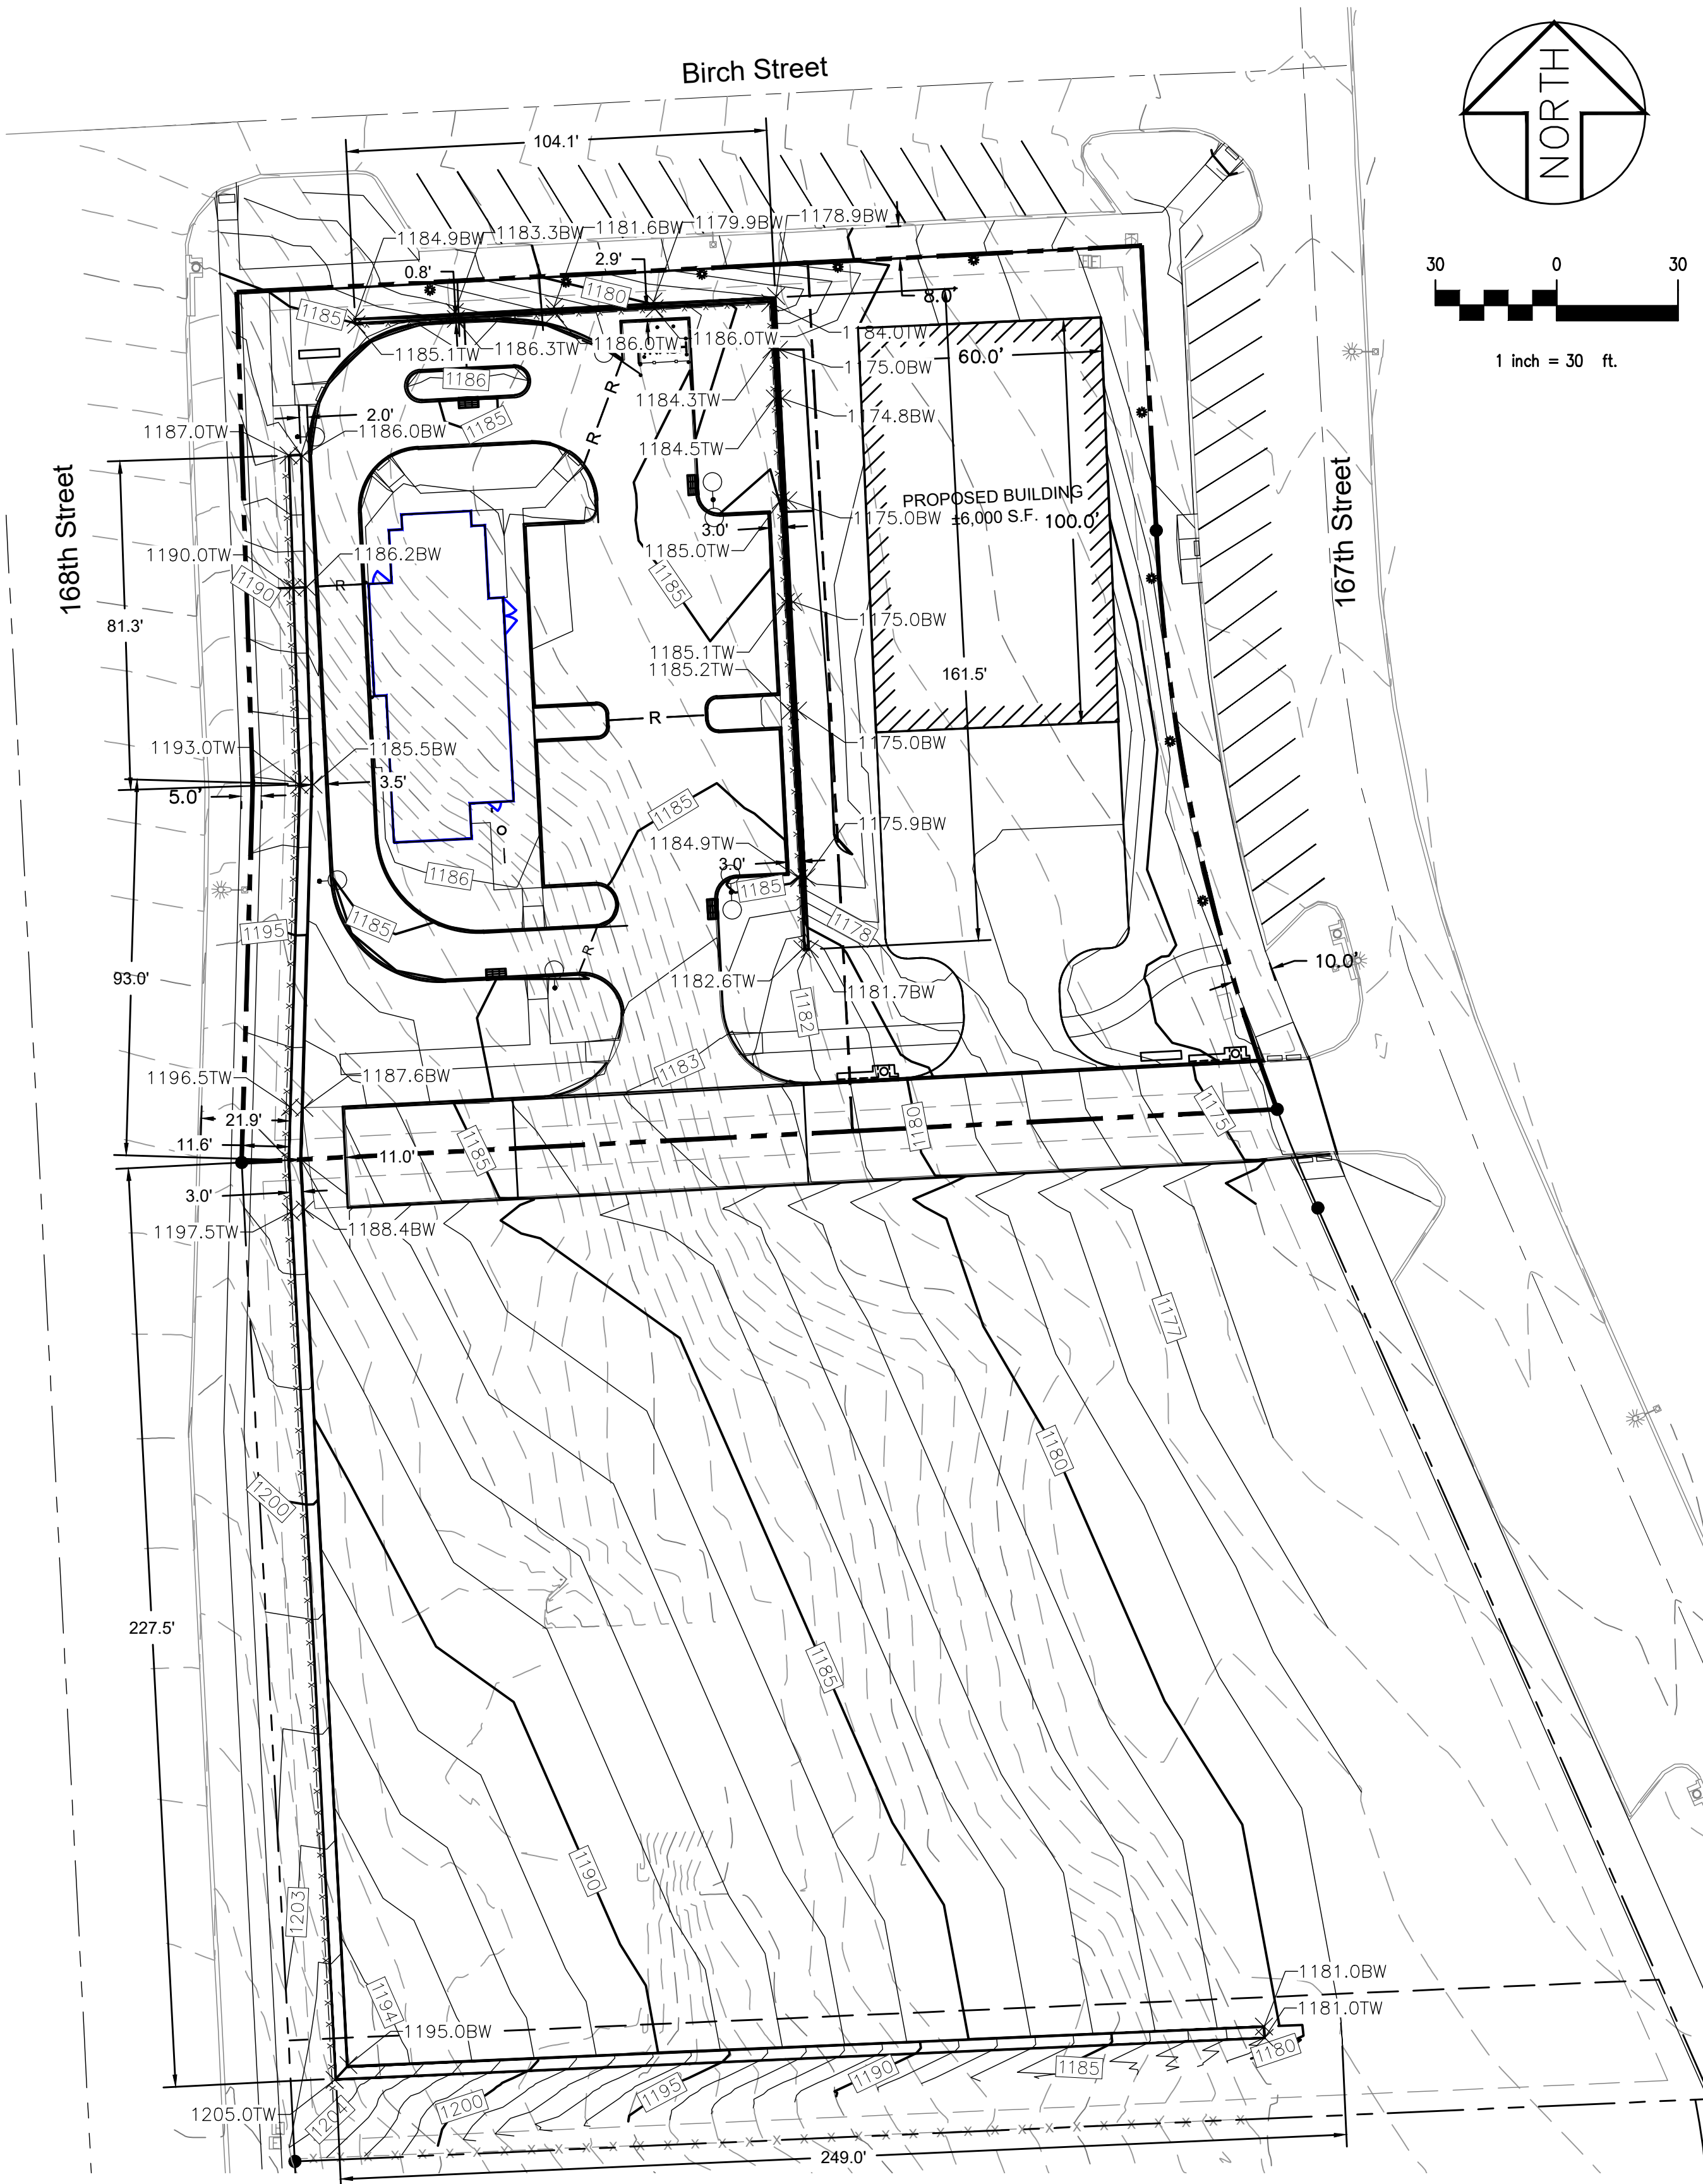 Birch Street
NORTH
104.1'
1184.9BW
1183.3BW
1181.6BW
1179.9BW
1178.9BW
30
0
30
1 inch = 30 ft.
0.8'
2.9'
1180
1185
8.0'
1184.0TW
1185.1TW
1186.3TW
1186.0TW
1186.0TW
60.0'
1175.0BW
1186
1184.3TW
R
1185
2.0'
1174.8BW
1187.0TW
1186.0BW
R
1184.5TW
168th Street
167th Street
PROPOSED BUILDING
±6,000 S.F.
100.0'
1175.0BW
3.0'
1190.0TW
1186.2BW
1185.0TW
1190
R
1185
81.3'
1175.0BW
1185.1TW
1185.2TW
161.5'
R
1193.0TW
1185.5BW
1175.0BW
3.5'
5.0'
1185
1175.9BW
1184.9TW
3.0'
1186
1185
1185
1178
1195
R
10.0'
93.0'
1182.6TW
1181.7BW
1182
1183
1196.5TW
1187.6BW
1175
21.9'
1180
11.6'
11.0'
1185
3.0'
1197.5TW
1188.4BW
1177
1180
1200
227.5'
1185
1190
1203
1181.0BW
1194
1181.0TW
1195.0BW
1180
1185
1190
1195
1200
1205.0TW
1204
249.0'